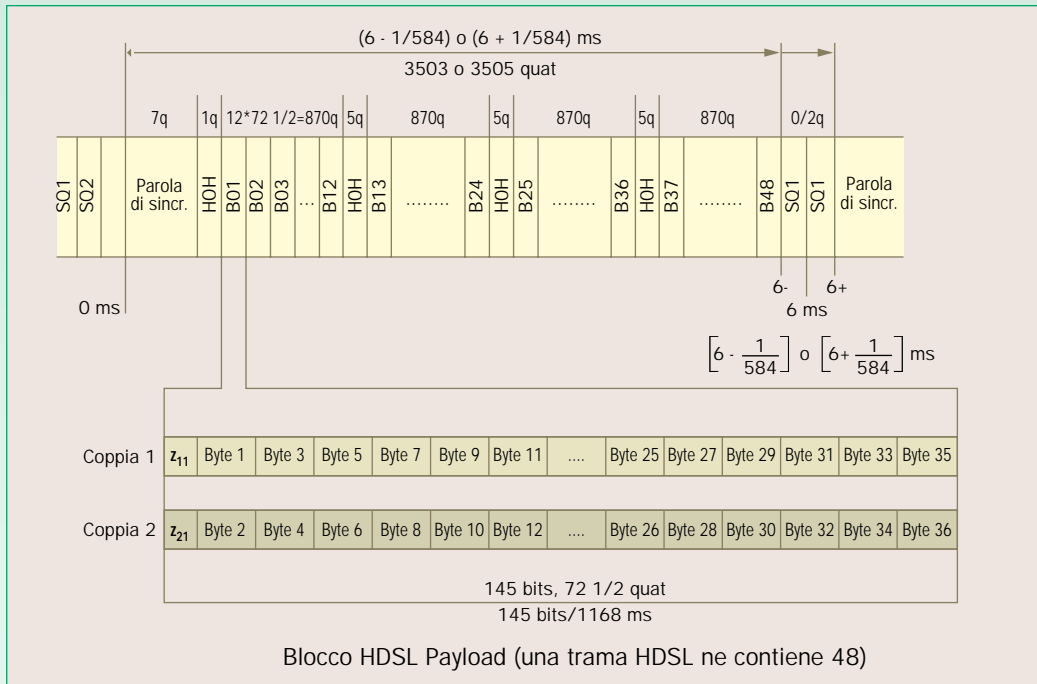 (6 - 1/584) o (6 + 1/584) ms
3503 o 3505 quat
7q 1q 12*72 1/2=870q 5q 870q 5q 870q 5q 870q 0/2q
SQ1 SQ2 Parola di sincr. HOH B01 B02 B03 ... B12 HOH B13 ........ B24 HOH B25 ........ B36 HOH B37 ........ B48 SQ1 SQ1 Parola di sincr.
0 ms
6- 6+
6 ms
[6 - 1/584] o [6+ 1/584] ms
Coppia 1 z11 Byte 1 Byte 3 Byte 5 Byte 7 Byte 9 Byte 11 .... Byte 25 Byte 27 Byte 29 Byte 31 Byte 33 Byte 35
Coppia 2 z21 Byte 2 Byte 4 Byte 6 Byte 8 Byte 10 Byte 12 .... Byte 26 Byte 28 Byte 30 Byte 32 Byte 34 Byte 36
145 bits, 72 1/2 quat
145 bits/1168 ms
Blocco HDSL Payload (una trama HDSL ne contiene 48)